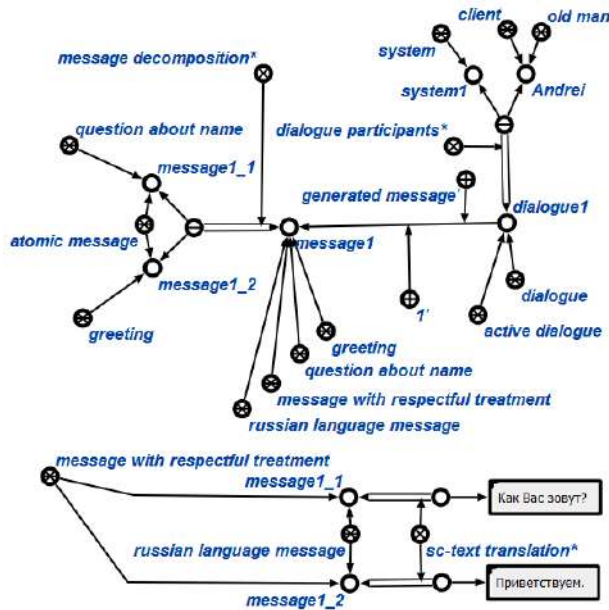 client
old man
system
message decomposition*
system1
Andrei
question about name
dialogue participants*
message1_1
generated message'
dialogue1
atomic message
message1
message1_2
dialogue
1'
active dialogue
greeting
greeting
question about name
message with respectful treatment
russian language message
message with respectful treatment
message1_1
Как Вас зовут?
russian language message
sc-text translation*
Приветствуем.
message1_2